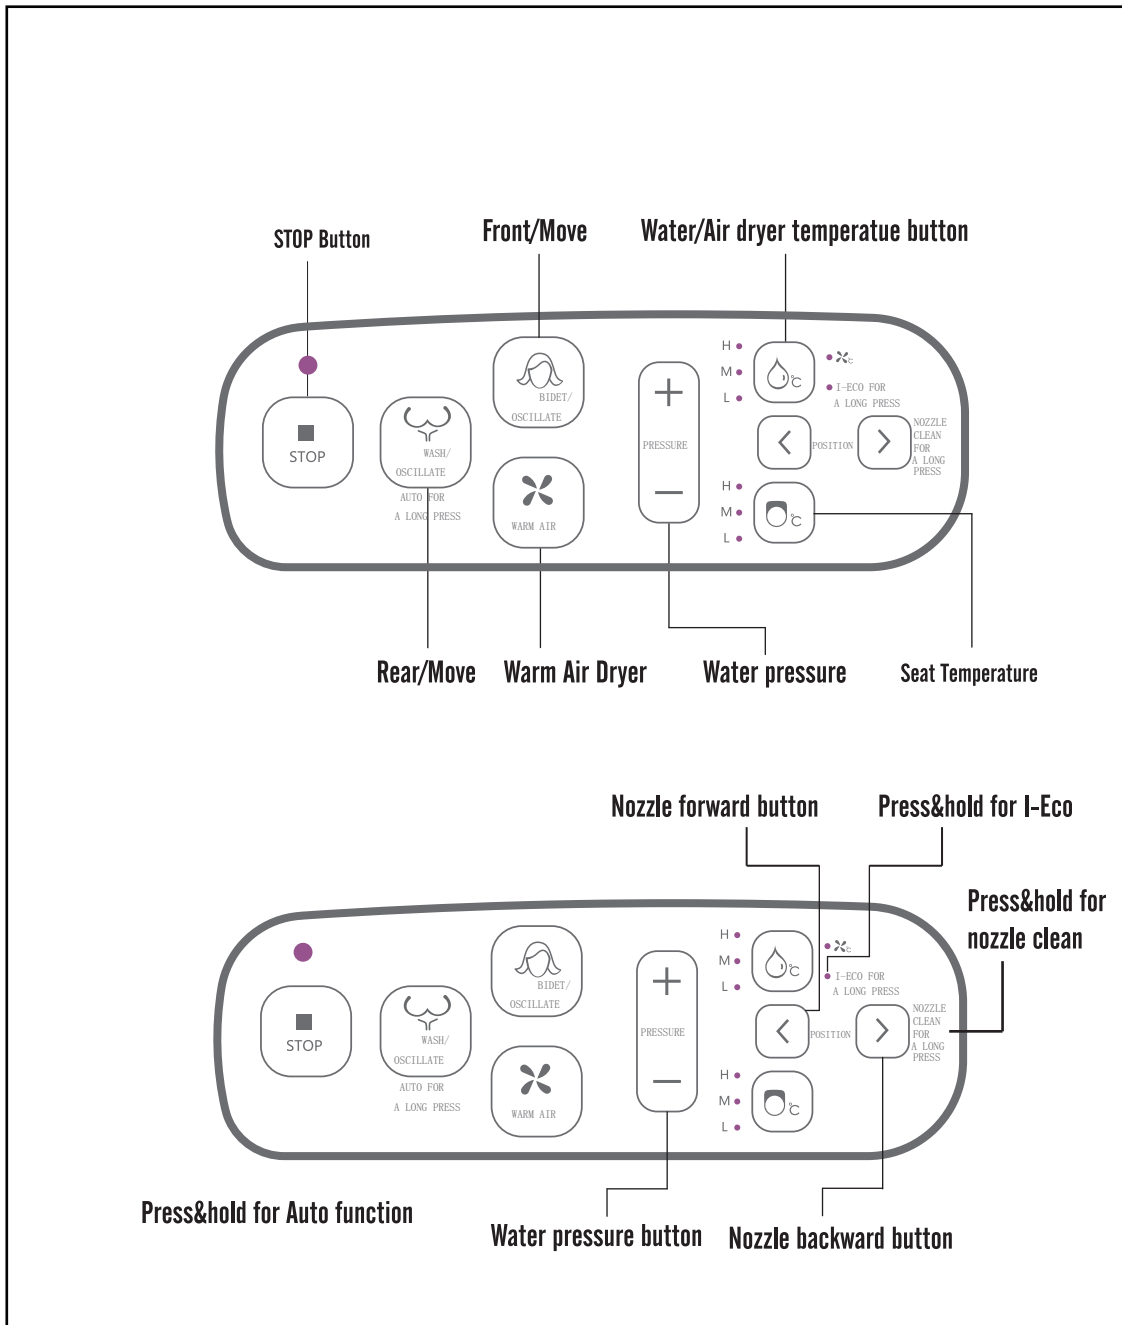 STOP Button
Front/Move
Water/Air dryer temperatue button
STOP
WASH/
OSCILLATE
AUTO FOR
A LONG PRESS
BIDET/
OSCILLATE
WARM AIR
PRESSURE
H
M
L
°C
°C
I-ECO FOR
A LONG PRESS
POSITION
NOZZLE
CLEAN
FOR
A LONG
PRESS
H
M
L
°C
Rear/Move
Warm Air Dryer
Water pressure
Seat Temperature
Nozzle forward button
Press&hold for I-Eco
Press&hold for
nozzle clean
STOP
WASH/
OSCILLATE
AUTO FOR
A LONG PRESS
BIDET/
OSCILLATE
WARM AIR
PRESSURE
H
M
L
°C
°C
I-ECO FOR
A LONG PRESS
POSITION
NOZZLE
CLEAN
FOR
A LONG
PRESS
H
M
L
°C
Press&hold for Auto function
Water pressure button
Nozzle backward button